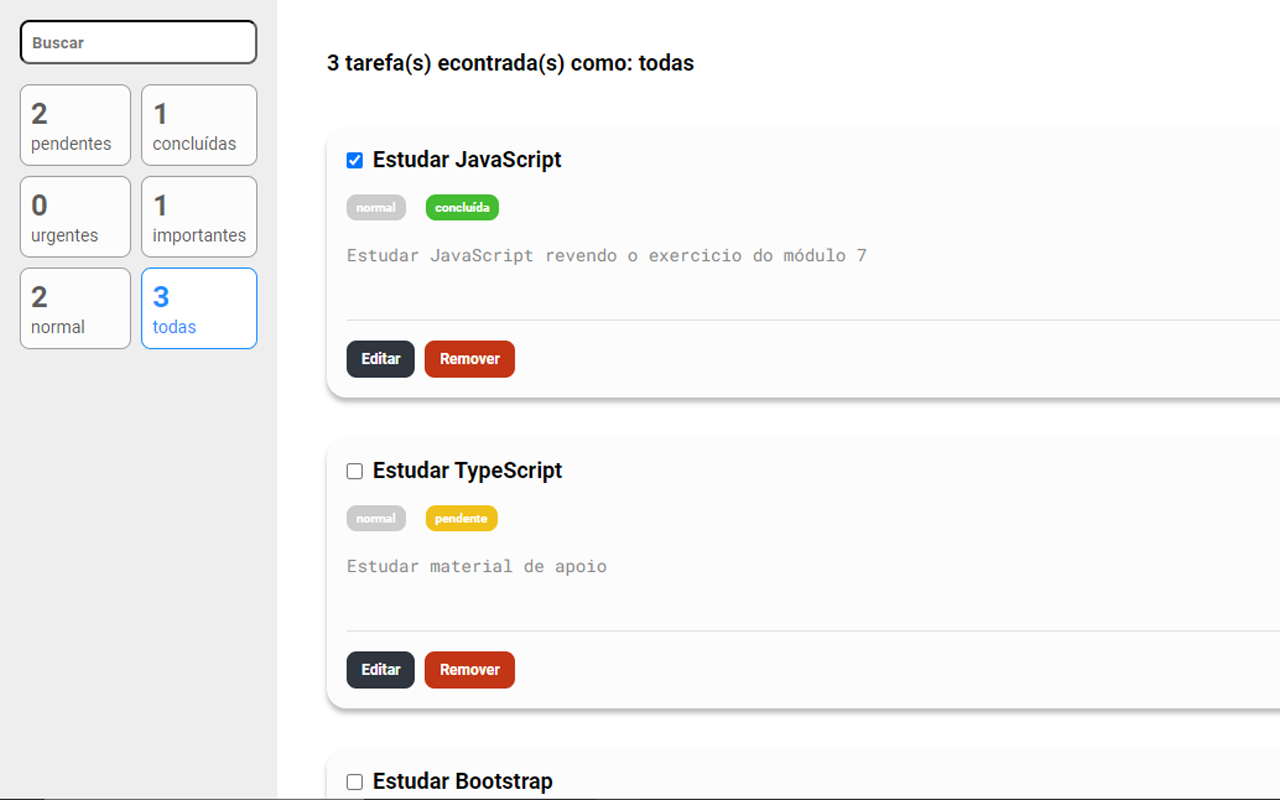 Buscar
2
pendentes
1
concluídas
0
urgentes
1
importantes
2
normal
3
todas
3 tarefa(s) econtrada(s) como: todas
Estudar JavaScript
normal concluída
Estudar JavaScript revendo o exercicio do módulo 7
Editar Remover
Estudar TypeScript
normal pendente
Estudar material de apoio
Editar Remover
Estudar Bootstrap